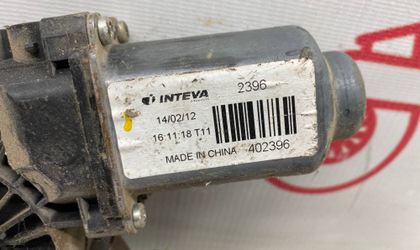 INTEVA 2396
14/02/12
16:11:18 T11
MADE IN CHINA 402396